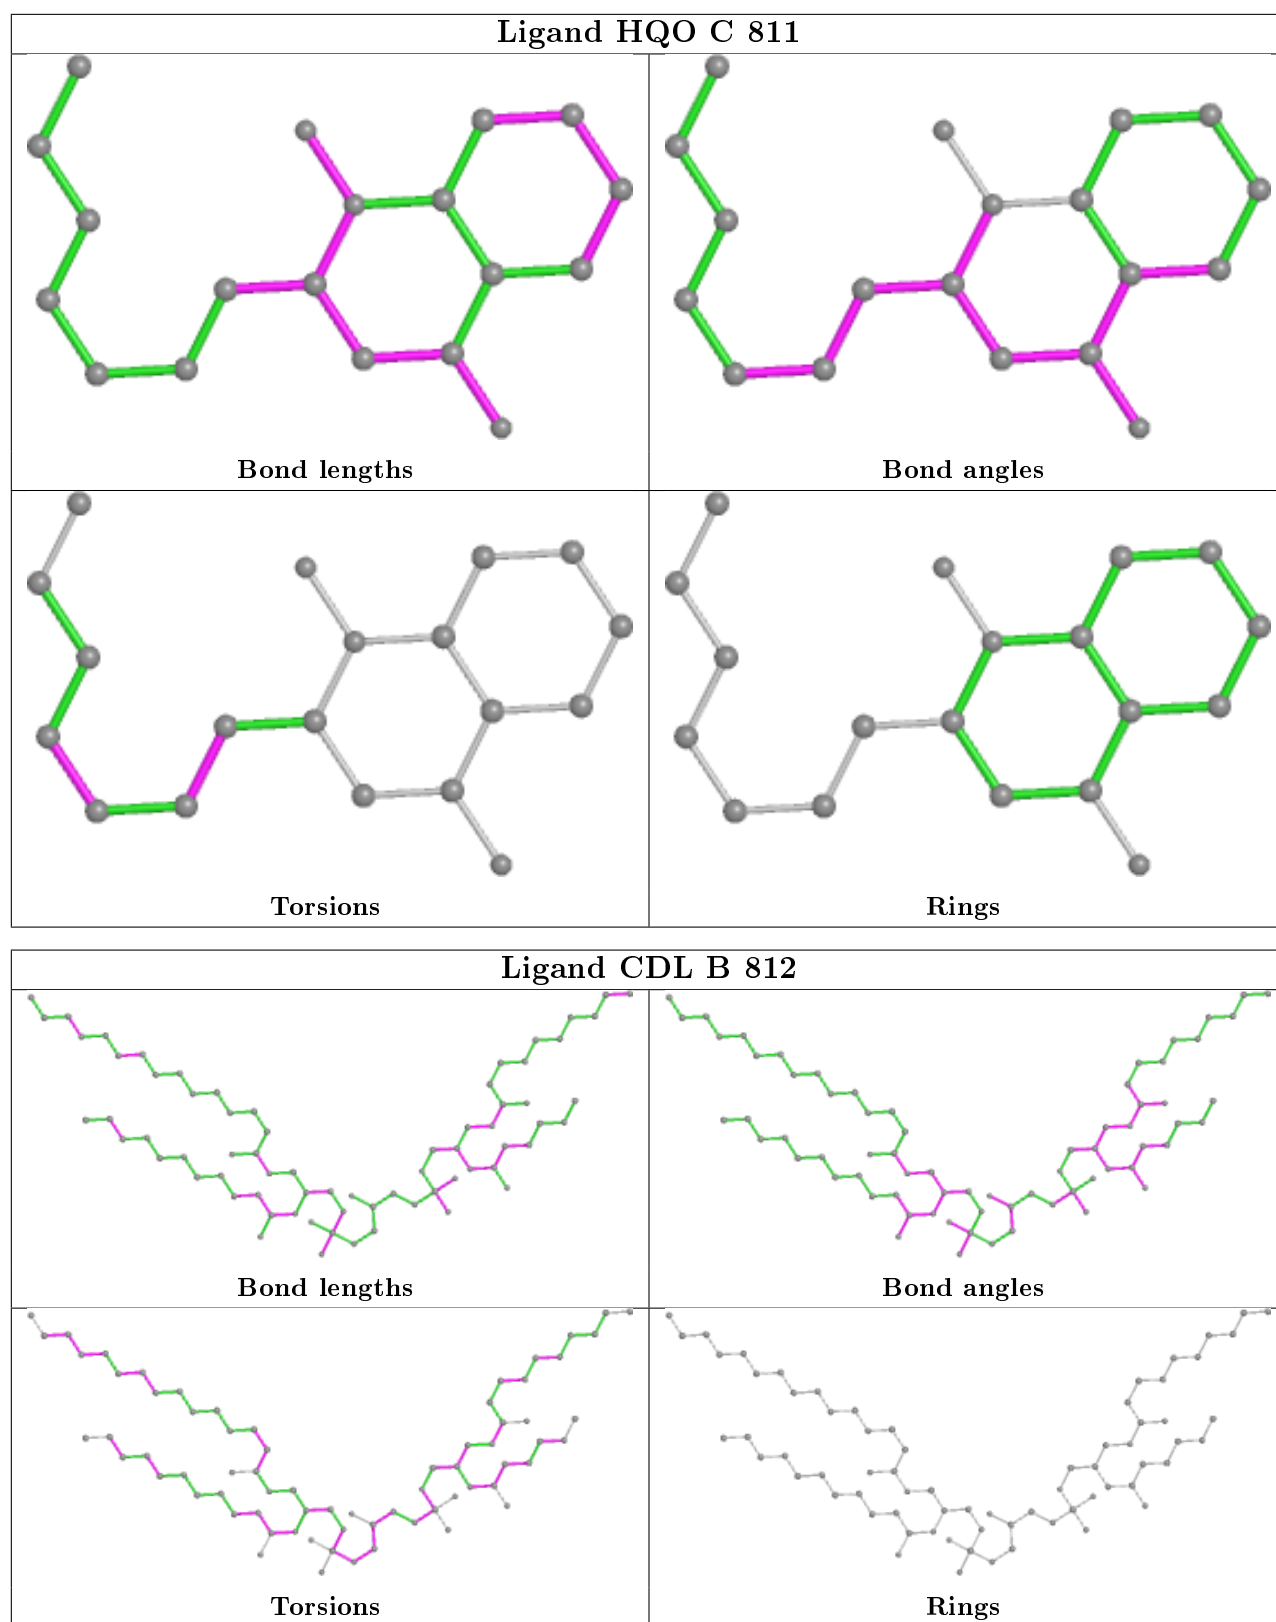 Ligand HQO C 811
Bond lengths
Bond angles
Torsions
Rings
Ligand CDL B 812
Bond lengths
Bond angles
Torsions
Rings